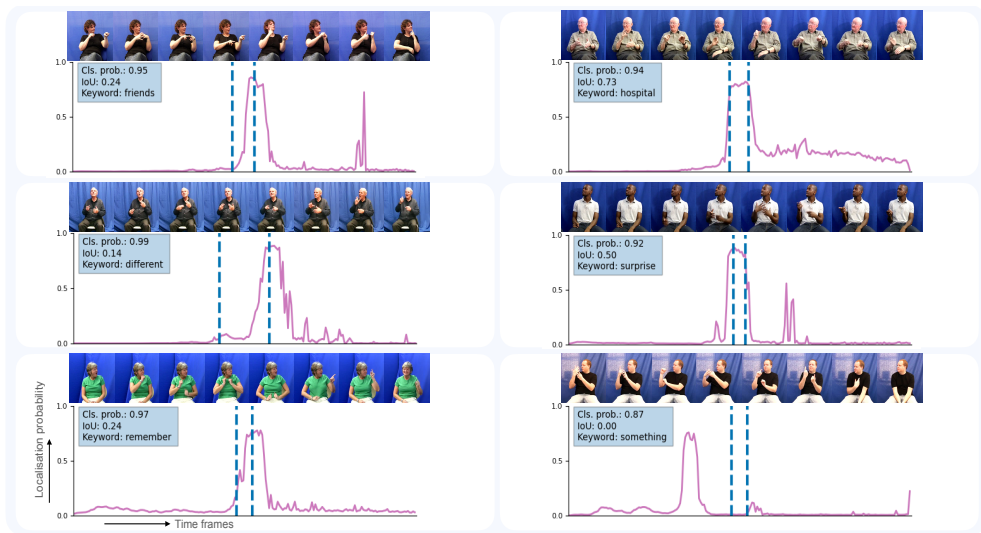 1.0
0.5
0.0
Cls. prob.: 0.95
IoU: 0.24
Keyword: friends
1.0
0.5
0.0
Cls. prob.: 0.94
IoU: 0.73
Keyword: hospital
1.0
0.5
0.0
Cls. prob.: 0.99
IoU: 0.14
Keyword: different
1.0
0.5
0.0
Cls. prob.: 0.92
IoU: 0.50
Keyword: surprise
Localisation probability
1.0
0.5
0.0
Cls. prob.: 0.97
IoU: 0.24
Keyword: remember
Time frames
1.0
0.5
0.0
Cls. prob.: 0.87
IoU: 0.00
Keyword: something